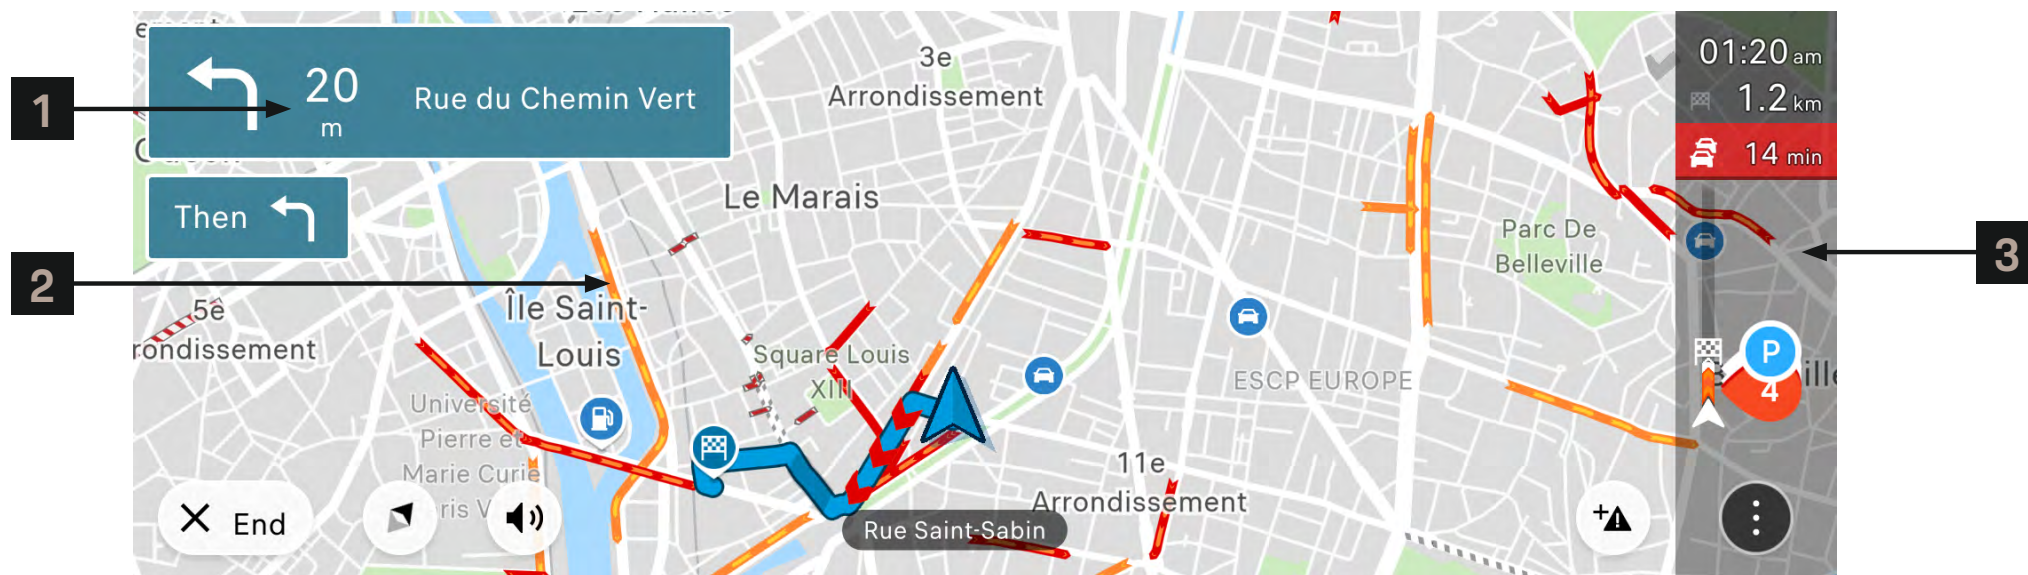 1
20
m
Rue du Chemin Vert
Then
2
3
3e
Arrondissement
Le Marais
5e
rondissement
Île Saint-
Louis
Square Louis
XIII
Université
Pierre et
Marie Curie
aris V
Parc De
Belleville
ESCP EUROPE
11e
Arrondissement
Rue Saint-Sabin
End
01:20 am
1.2 km
14 min
P
4